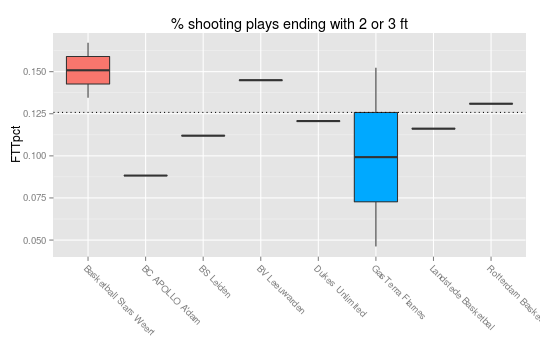 % shooting plays ending with 2 or 3 ft
FTTpct
0.150
0.125
0.100
0.075
0.050
Basketball Stars Weert
BC APOLLO A'dam
BS Leiden
BV Leeuwarden
Dukes Unlimited
GasTerra Flames
Landstede Basketbal
Rotterdam Baske